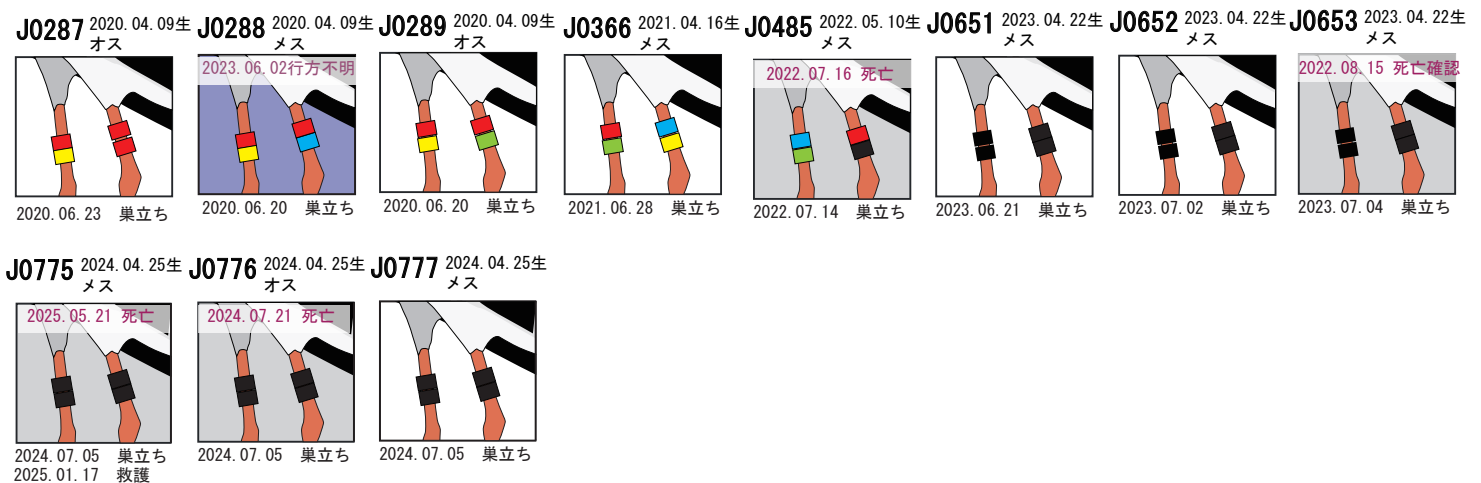 J0287 2020.04.09生
オス
2020.06.23 巣立ち
J0288 2020.04.09生
メス
2023.06.02行方不明
2020.06.20 巣立ち
J0289 2020.04.09生
オス
2020.06.20 巣立ち
J0366 2021.04.16生
メス
2021.06.28 巣立ち
J0485 2022.05.10生
メス
2022.07.16 死亡
2022.07.14 巣立ち
J0651 2023.04.22生
メス
2023.06.21 巣立ち
J0652 2023.04.22生
メス
2023.07.02 巣立ち
J0653 2023.04.22生
メス
2022.08.15 死亡確認
2023.07.04 巣立ち
J0775 2024.04.25生
メス
2025.05.21 死亡
2024.07.05 巣立ち
2025.01.17 救護
J0776 2024.04.25生
オス
2024.07.21 死亡
2024.07.05 巣立ち
J0777 2024.04.25生
メス
2024.07.05 巣立ち